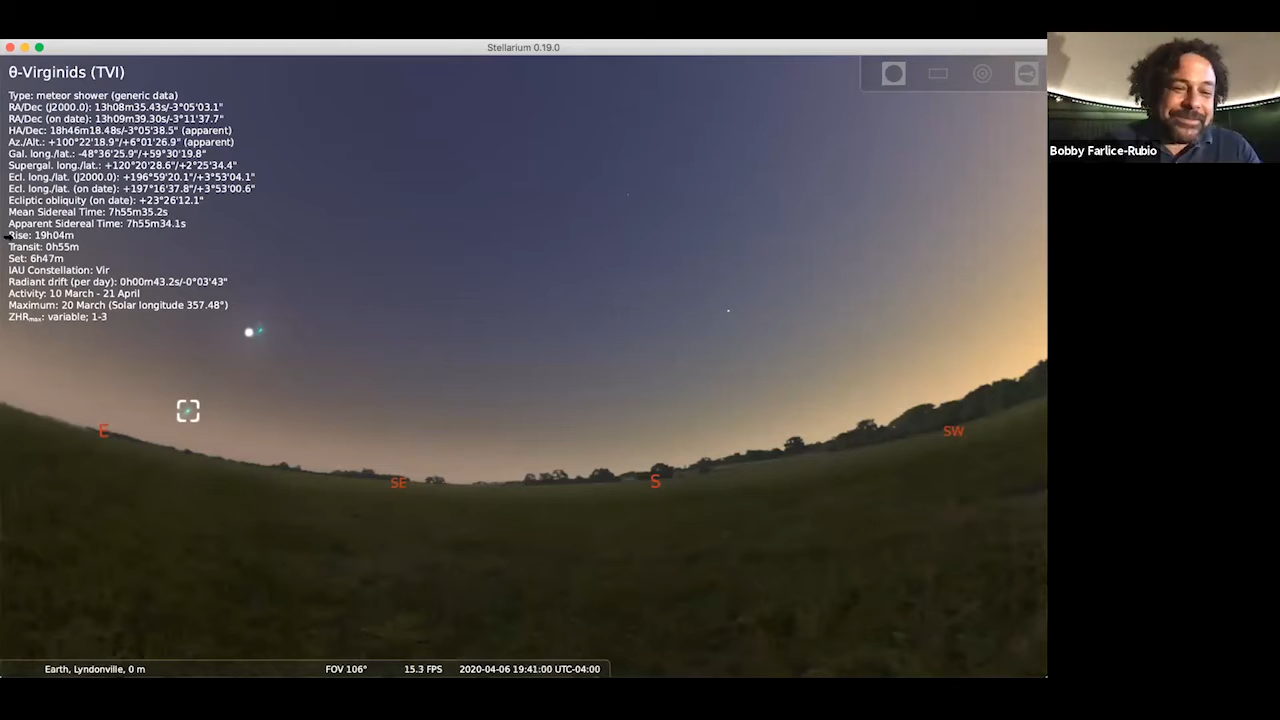 Stellarium 0.19.0
θ-Virginids (TVI)
Type: meteor shower (generic data)
RA/Dec (J2000.0): 13h08m35.43s/-3°05'03.1"
RA/Dec (on date): 13h09m39.30s/-3°11'37.7"
HA/Dec: 18h46m18.48s/-3°05'38.5" (apparent)
Az./Alt.: +100°22'18.9"/+6°01'26.9" (apparent)
Gal. long./lat.: -48°36'25.9"/+59°30'19.8"
Supergal. long./lat.: +120°20'28.6"/+2°25'34.4"
Ecl. long./lat. (J2000.0): +196°59'20.1"/+3°53'04.1"
Ecl. long./lat. (on date): +197°16'37.8"/+3°53'00.6"
Ecliptic obliquity (on date): +23°26'12.1"
Mean Sidereal Time: 7h55m35.2s
Apparent Sidereal Time: 7h55m34.1s
Rise: 19h04m
Transit: 0h55m
Set: 6h47m
IAU Constellation: Vir
Radiant drift (per day): 0h00m43.2s/-0°03'43"
Activity: 10 March - 21 April
Maximum: 20 March (Solar longitude 357.48°)
ZHRmax: variable; 1-3
Bobby Farlice-Rubio
E
SE
S
SW
Earth, Lyndonville, 0 m
FOV 106°
15.3 FPS
2020-04-06 19:41:00 UTC-04:00